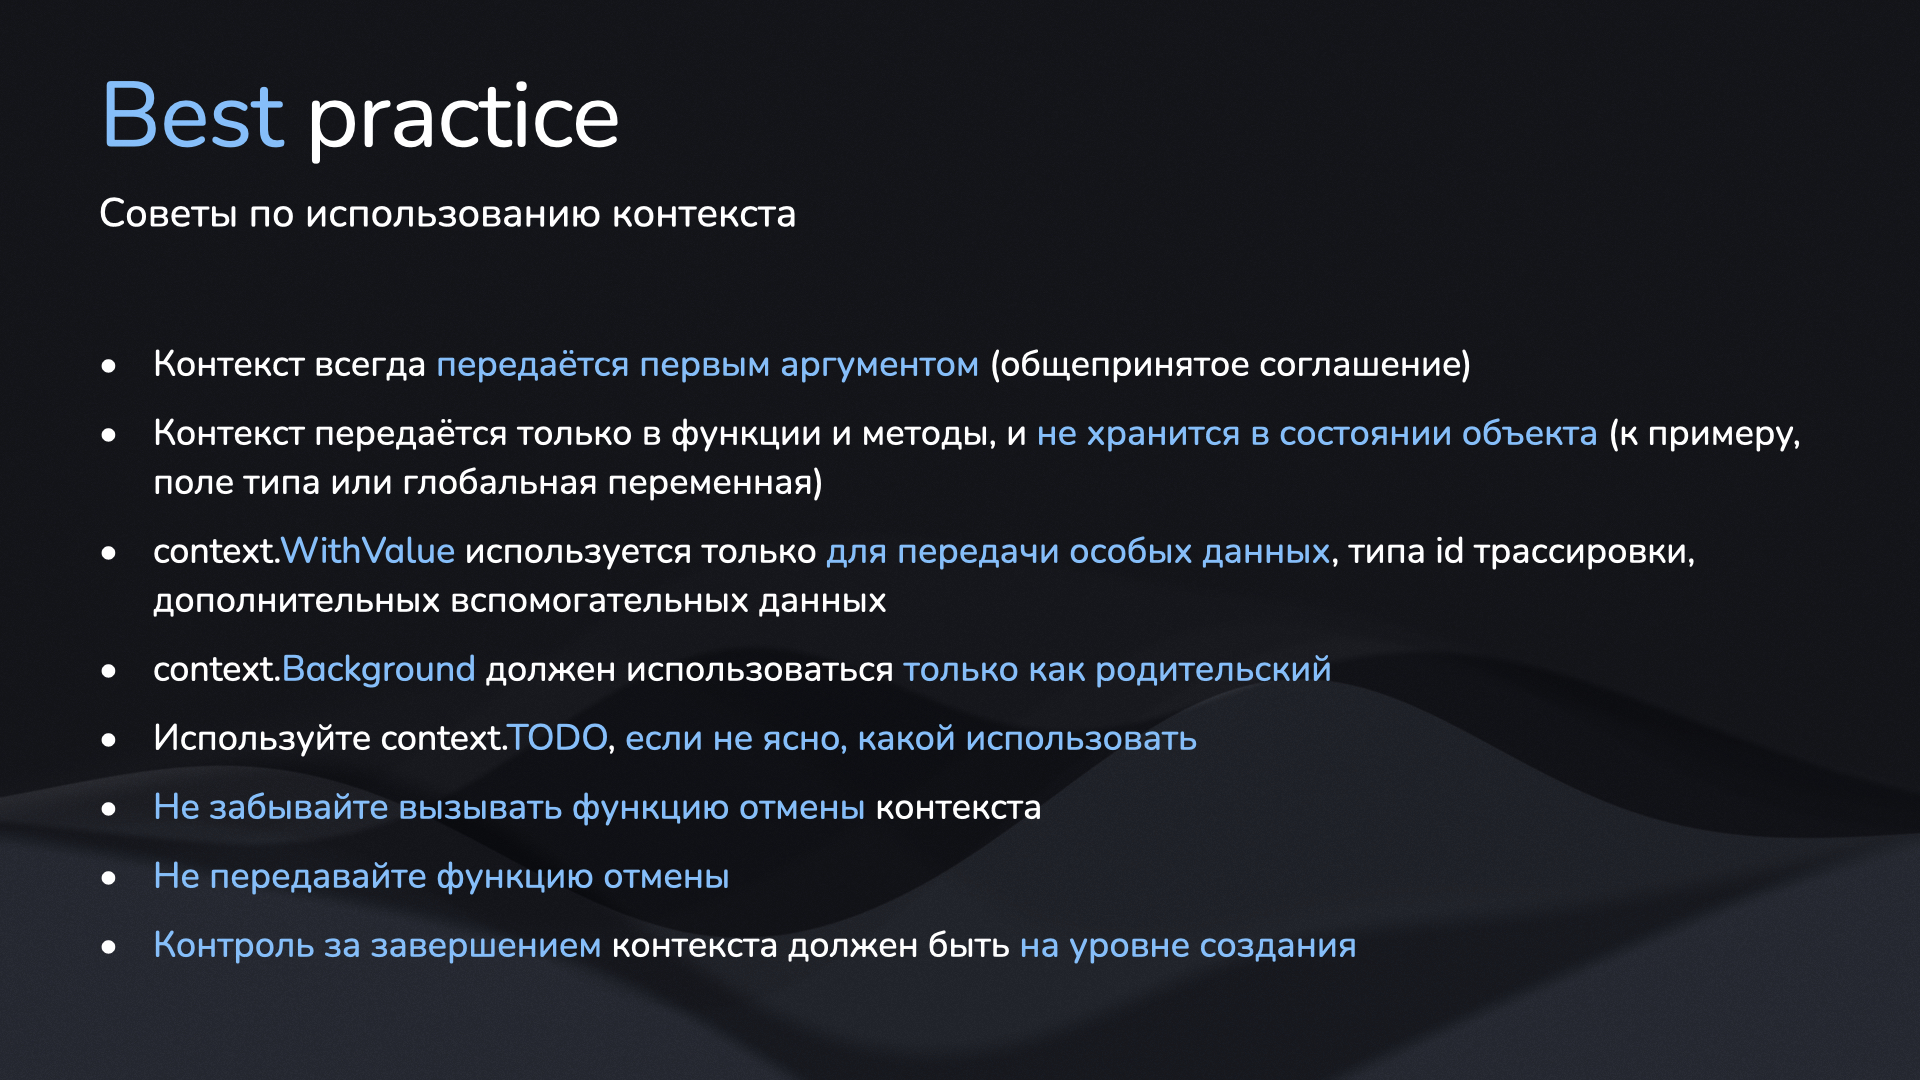 Best practice
Советы по использованию контекста
• Контекст всегда передаётся первым аргументом (общепринятое соглашение)
• Контекст передаётся только в функции и методы, и не хранится в состоянии объекта (к примеру,
поле типа или глобальная переменная)
• context.WithValue используется только для передачи особых данных, типа id трассировки,
дополнительных вспомогательных данных
• context.Background должен использоваться только как родительский
• Используйте context.TODO, если не ясно, какой использовать
• Не забывайте вызывать функцию отмены контекста
• Не передавайте функцию отмены
• Контроль за завершением контекста должен быть на уровне создания